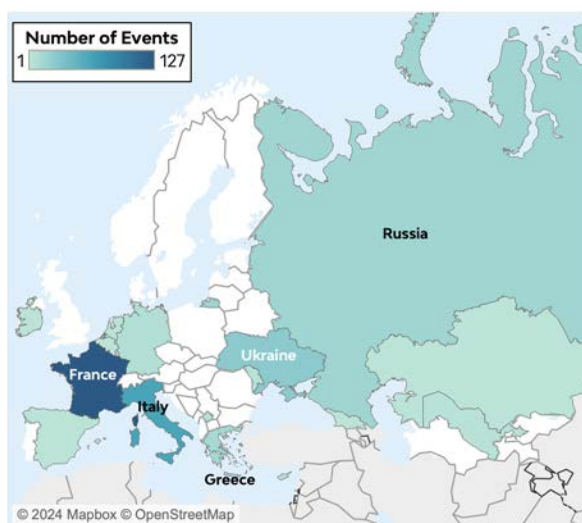 Number of Events
1 127
Russia
Ukraine
France
Italy
Greece
© 2024 Mapbox © OpenStreetMap